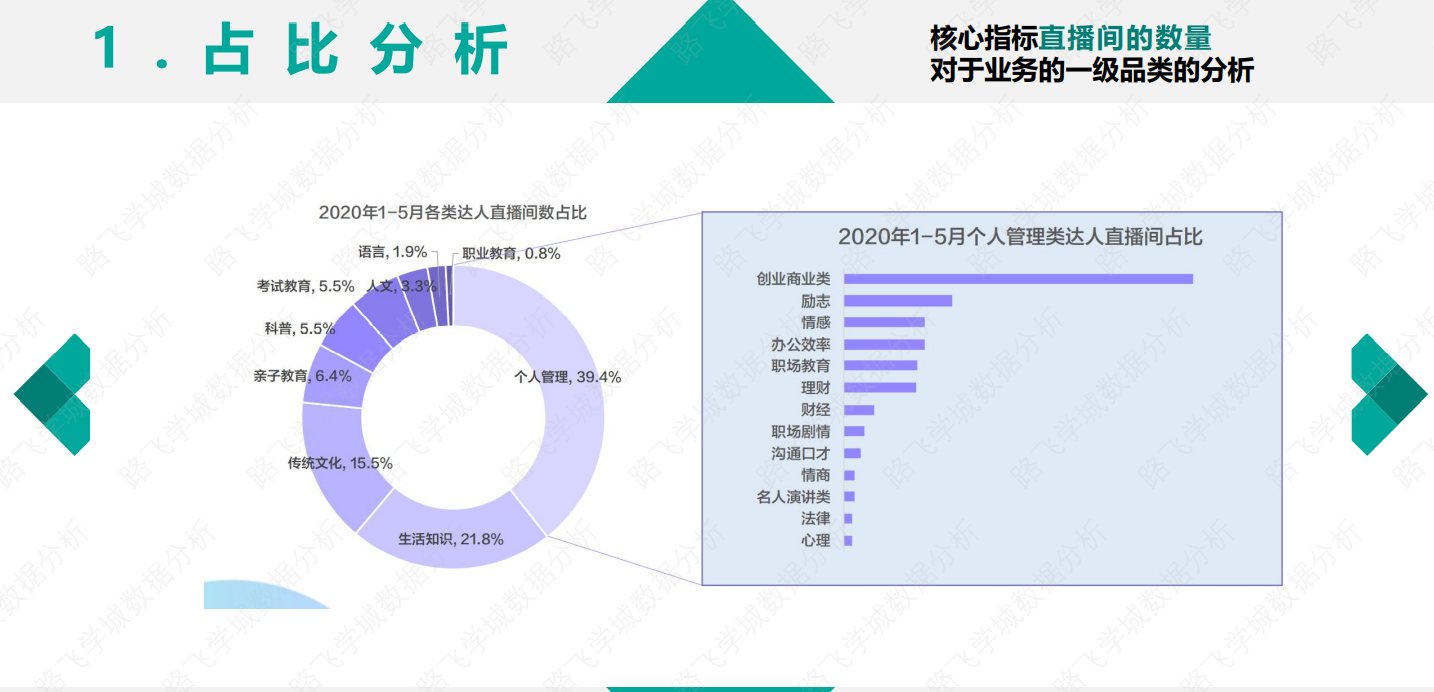 1.占比分析
核心指标直播间的数量
对于业务的一级品类的分析
2020年1-5月各类达人直播间数占比
语言, 1.9%
职业教育, 0.8%
考试教育, 5.5%
人文, 3.3%
科普, 5.5%
亲子教育, 6.4%
个人管理, 39.4%
传统文化, 15.5%
生活知识, 21.8%
2020年1-5月个人管理类达人直播间占比
创业商业类
励志
情感
办公效率
职场教育
理财
财经
职场剧情
沟通口才
情商
名人演讲类
法律
心理
路飞学城数据分析